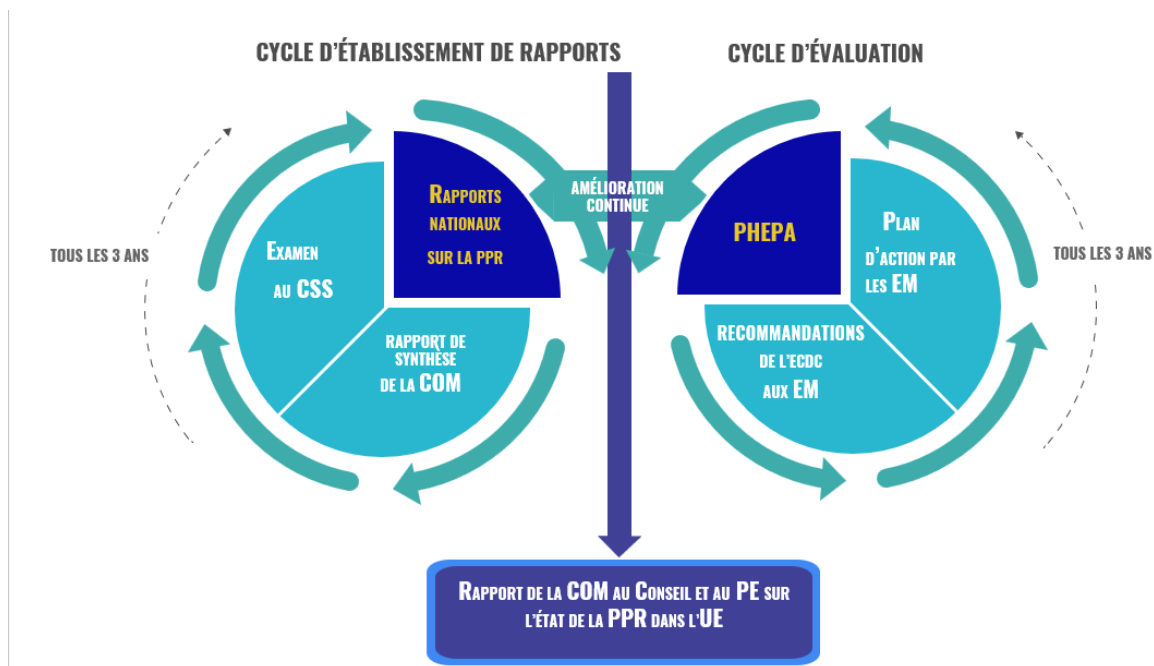 CYCLE D'ÉTABLISSEMENT DE RAPPORTS
CYCLE D'ÉVALUATION
TOUS LES 3 ANS
EXAMEN
AU CSS
RAPPORTS
NATIONAUX
SUR LA PPR
RAPPORT DE
SYNTHÈSE
DE LA COM
AMÉLIORATION
CONTINUE
PHEPA
PLAN
D'ACTION PAR
LES EM
RECOMMANDATIONS
DE L'ECDC
AUX EM
TOUS LES 3 ANS
RAPPORT DE LA COM AU CONSEIL ET AU PE SUR
L'ÉTAT DE LA PPR DANS L'UE